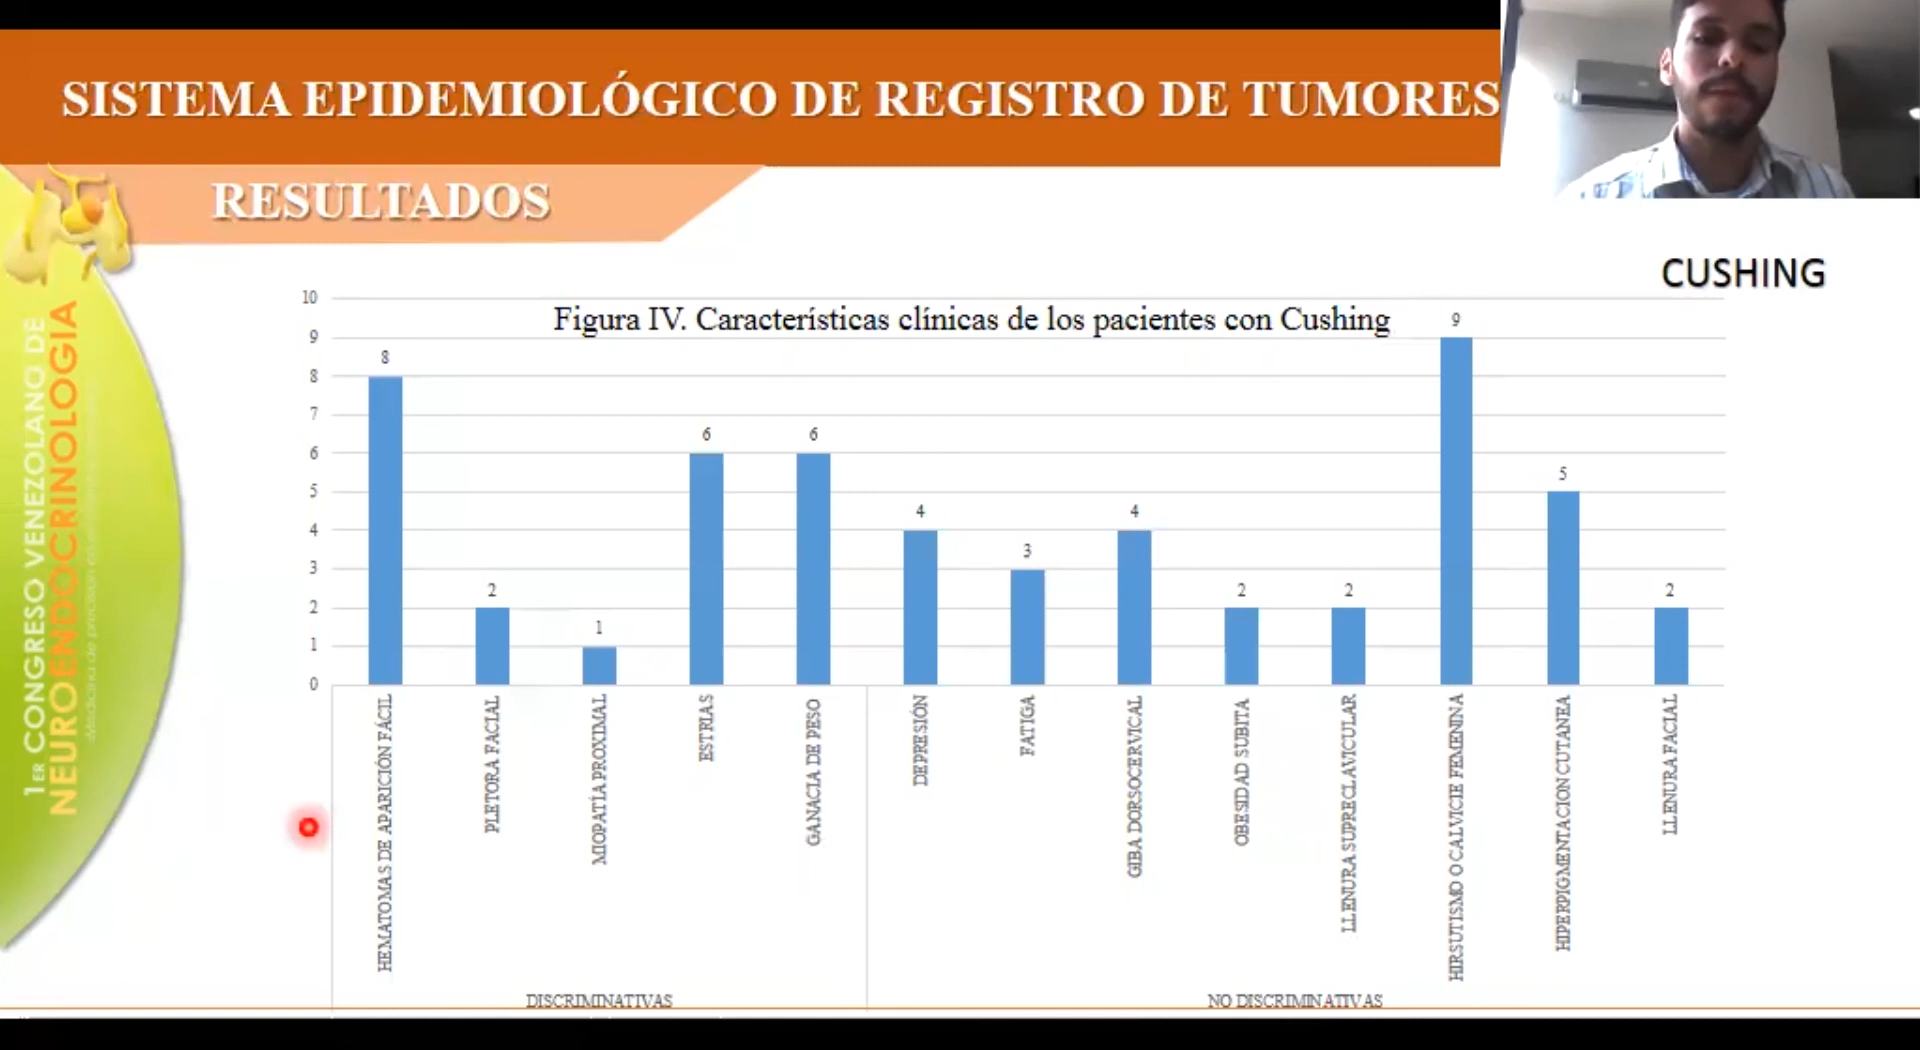 SISTEMA EPIDEMIOLÓGICO DE REGISTRO DE TUMORES
RESULTADOS
1ER CONGRESO VENEZOLANO DE
NEUROENDOCRINOLOGIA
CUSHING
Figura IV. Características clínicas de los pacientes con Cushing
10
9
8
7
6
5
4
3
2
1
0
8
2
1
6
6
4
3
4
2
2
9
5
2
HEMATOMAS DE APARICIÓN FÁCIL
PLETORA FACIAL
MIOPATÍA PROXIMAL
ESTRIAS
GANACIA DE PESO
DEPRESIÓN
FATIGA
GIBA DORSOCERVICAL
OBESIDAD SUBITA
LLENURA SUPRECLAVICULAR
HIRSUTISMO O CALVICIE FEMENINA
HIPERPIGMENTACION CUTANEA
LLENURA FACIAL
DISCRIMINATIVAS
NO DISCRIMINATIVAS